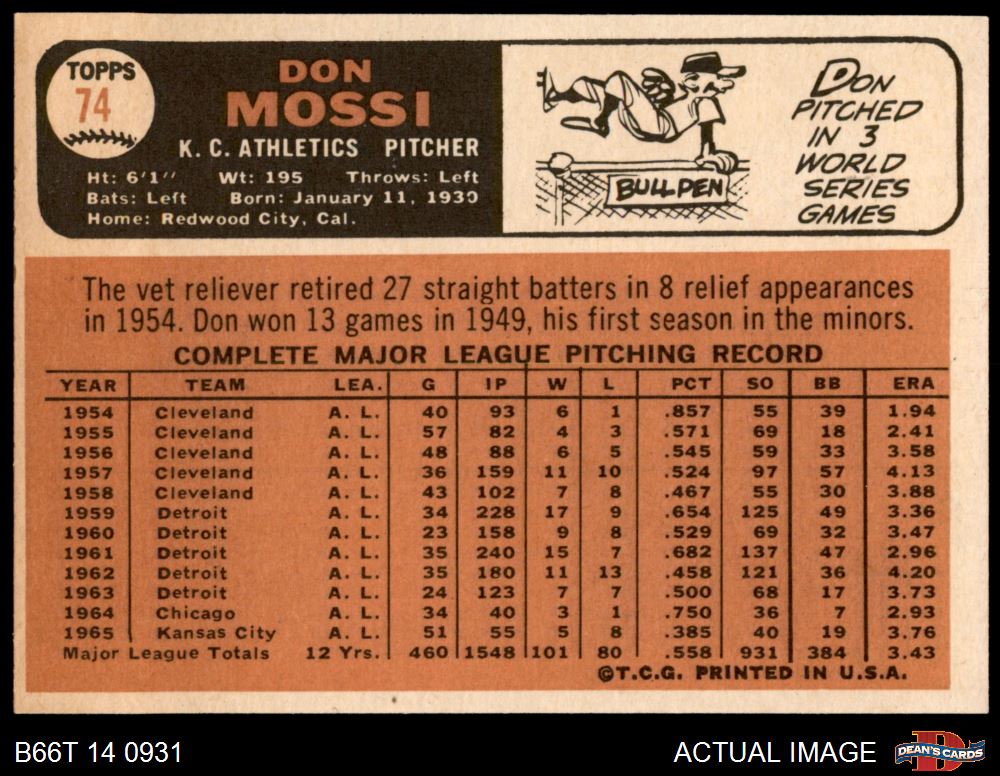 TOPPS
74
DON
MOSSI
K. C. ATHLETICS PITCHER
Ht: 6'1" Wt: 195 Throws: Left
Bats: Left Born: January 11, 1930
Home: Redwood City, Cal.
BULL PEN
DON
PITCHED
IN 3
WORLD
SERIES
GAMES
The vet reliever retired 27 straight batters in 8 relief appearances
in 1954. Don won 13 games in 1949, his first season in the minors.
COMPLETE MAJOR LEAGUE PITCHING RECORD
YEAR TEAM LEA. G IP W L PCT SO BB ERA
1954 Cleveland A. L. 40 93 6 1 .857 55 39 1.94
1955 Cleveland A. L. 57 82 4 3 .571 69 18 2.41
1956 Cleveland A. L. 48 88 6 5 .545 59 33 3.58
1957 Cleveland A. L. 36 159 11 10 .524 97 57 4.13
1958 Cleveland A. L. 43 102 7 8 .467 55 30 3.88
1959 Detroit A. L. 34 228 17 9 .654 125 49 3.36
1960 Detroit A. L. 23 158 9 8 .529 69 32 3.47
1961 Detroit A. L. 35 240 15 7 .682 137 47 2.96
1962 Detroit A. L. 35 180 11 13 .458 121 36 4.20
1963 Detroit A. L. 24 123 7 7 .500 68 17 3.73
1964 Chicago A. L. 34 40 3 1 .750 36 7 2.93
1965 Kansas City A. L. 51 55 5 8 .385 40 19 3.76
Major League Totals 12 Yrs. 460 1548 101 80 .558 931 384 3.43
©T.C.G. PRINTED IN U.S.A.
B66T 14 0931
ACTUAL IMAGE
D
DEAN'S CARDS